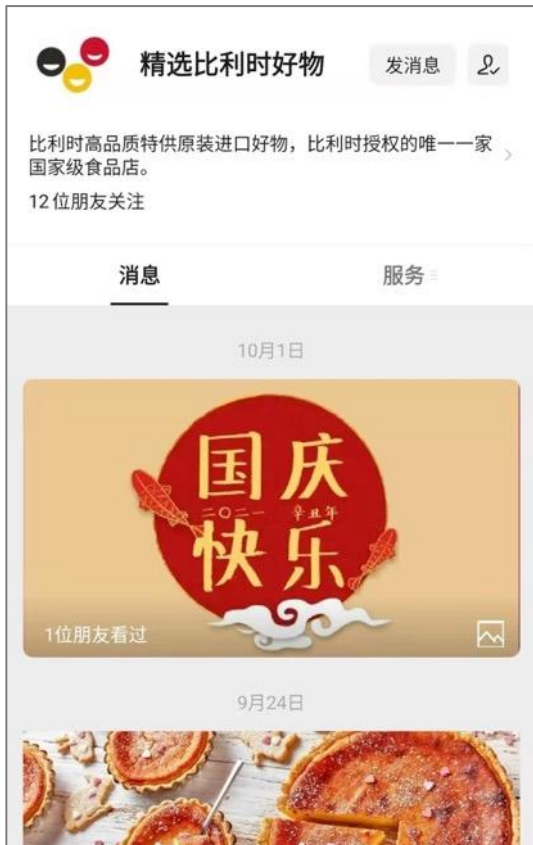 精选比利时好物
发消息
比利时高品质特供原装进口好物，比利时授权的唯一一家
国家级食品店。
12位朋友关注
消息
服务
10月1日
国庆
二〇二一 辛丑年
快乐
1位朋友看过
9月24日